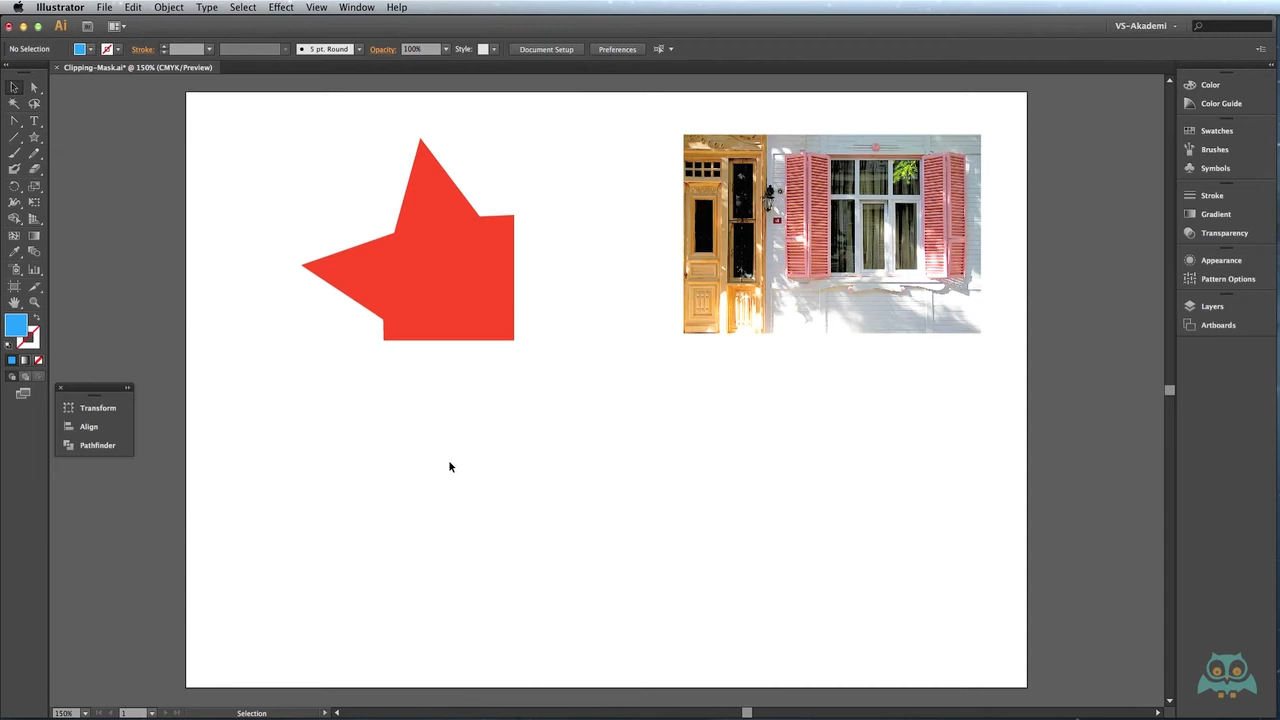 Illustrator File Edit Object Type Select Effect View Window Help
Ai VS-Akademi
No Selection Stroke: 5 pt. Round Opacity: 100% Style: Document Setup Preferences
Clipping-Mask.ai* @ 150% (CMYK/Preview)
Color
Color Guide
Swatches
Brushes
Symbols
Stroke
Gradient
Transparency
Appearance
Pattern Options
Layers
Artboards
Transform
Align
Pathfinder
150% 1 Selection